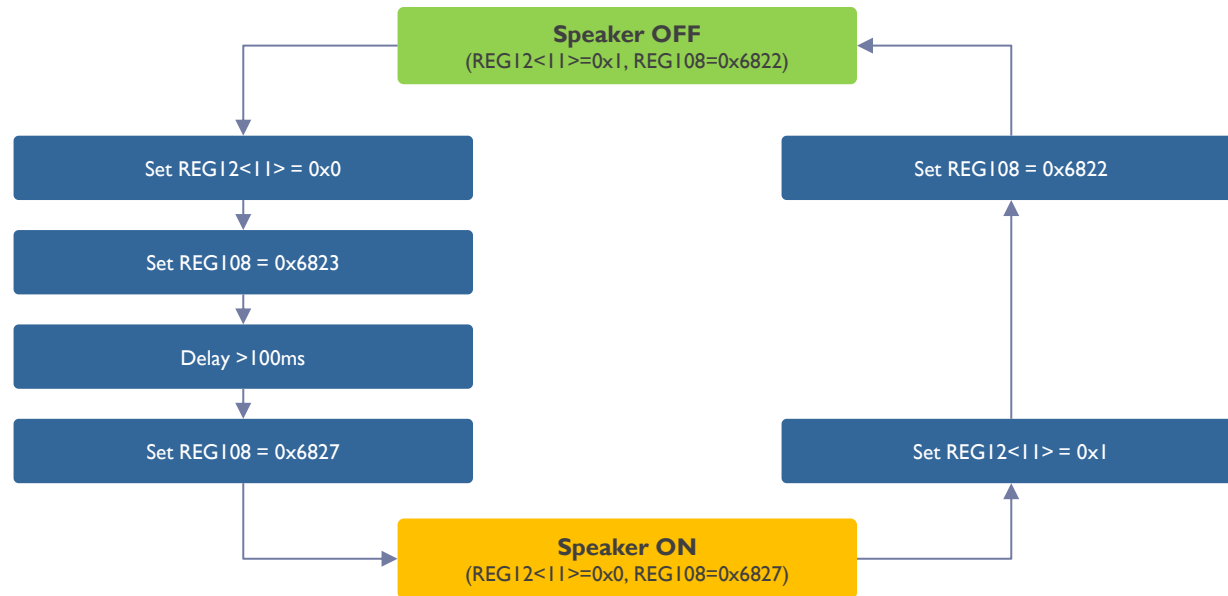 Speaker OFF
(REG12<11>=0x1, REG108=0x6822)
Set REG12<11> = 0x0
Set REG108 = 0x6823
Delay >100ms
Set REG108 = 0x6827
Speaker ON
(REG12<11>=0x0, REG108=0x6827)
Set REG12<11> = 0x1
Set REG108 = 0x6822